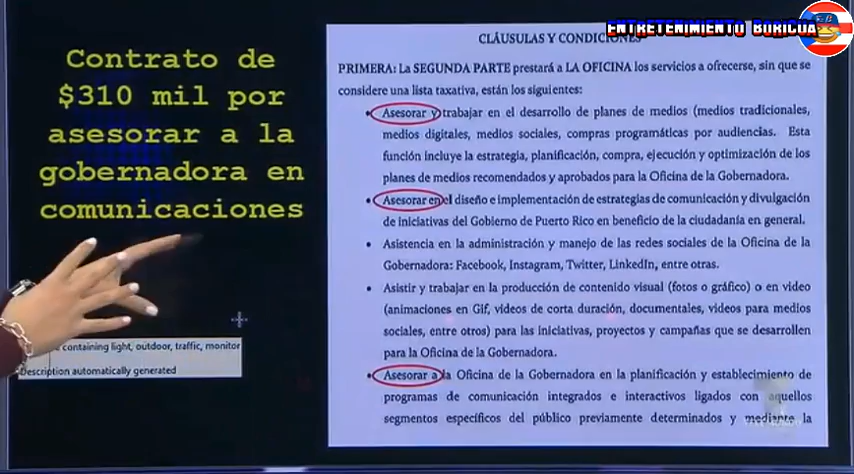 ENTRETENIMIENTO BORICUA
Contrato de
$310 mil por
asesorar a la
gobernadora en
comunicaciones
containing light, outdoor, traffic, monitor
Description automatically generated
CLÁUSULAS Y CONDICIONES
PRIMERA: La SEGUNDA PARTE prestará a LA OFICINA los servicios a ofrecerse, sin que se
considere una lista taxativa, están los siguientes:
• Asesorar y trabajar en el desarrollo de planes de medios (medios tradicionales,
medios digitales, medios sociales, compras programáticas por audiencias. Esta
función incluye la estrategia, planificación, compra, ejecución y optimización de los
planes de medios recomendados y aprobados para la Oficina de la Gobernadora.
• Asesorar en el diseño e implementación de estrategias de comunicación y divulgación
de iniciativas del Gobierno de Puerto Rico en beneficio de la ciudadanía en general.
• Asistencia en la administración y manejo de las redes sociales de la Oficina de la
Gobernadora: Facebook, Instagram, Twitter, LinkedIn, entre otras.
• Asistir y trabajar en la producción de contenido visual (fotos o gráfico) o en video
(animaciones en Gif, videos de corta duración, documentales, videos para medios
sociales, entre otros) para las iniciativas, proyectos y campañas que se desarrollen
para la Oficina de la Gobernadora.
• Asesorar a la Oficina de la Gobernadora en la planificación y establecimiento de
programas de comunicación integrados e interactivos ligados con aquellos
segmentos específicos del público previamente determinados y mediante la